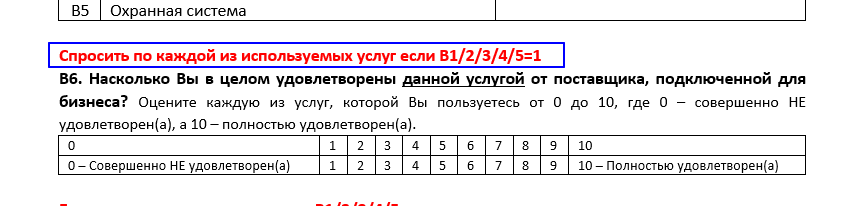 B5 Охранная система
Спросить по каждой из используемых услуг если B1/2/3/4/5=1
B6. Насколько Вы в целом удовлетворены данной услугой от поставщика, подключенной для
бизнеса? Оцените каждую из услуг, которой Вы пользуетесь от 0 до 10, где 0 – совершенно НЕ
удовлетворен(а), а 10 – полностью удовлетворен(а).
0 1 2 3 4 5 6 7 8 9 10
0 – Совершенно НЕ удовлетворен(а) 1 2 3 4 5 6 7 8 9 10 – Полностью удовлетворен(а)